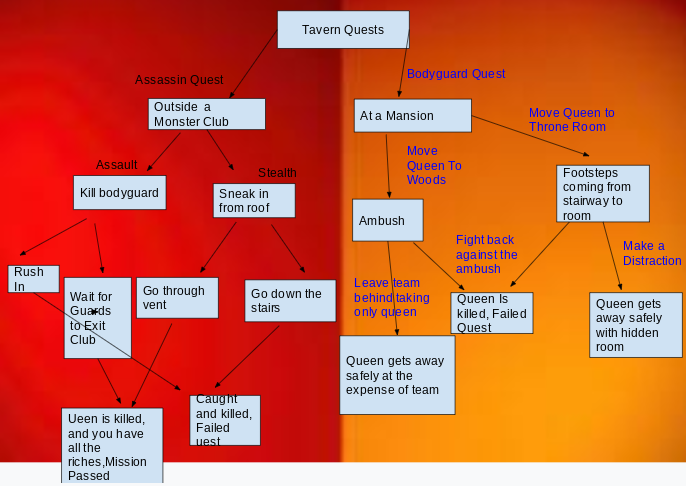 Tavern Quests
Assassin Quest
Bodyguard Quest
Outside a
Monster Club
At a Mansion
Move Queen to
Throne Room
Assault
Stealth
Move
Queen To
Woods
Kill bodyguard
Sneak in
from roof
Footsteps
coming from
stairway to
room
Ambush
Rush
In
Wait for
Guards
to Exit
Club
Go through
vent
Go down the
stairs
Fight back
against the
ambush
Make a
Distraction
Leave team
behind taking
only queen
Queen Is
killed, Failed
Quest
Queen gets
away safely
with hidden
room
Queen gets away
safely at the
expense of team
Caught
and killed,
Failed
uest
Ueen is killed,
and you have
all the
riches,Mission
Passed